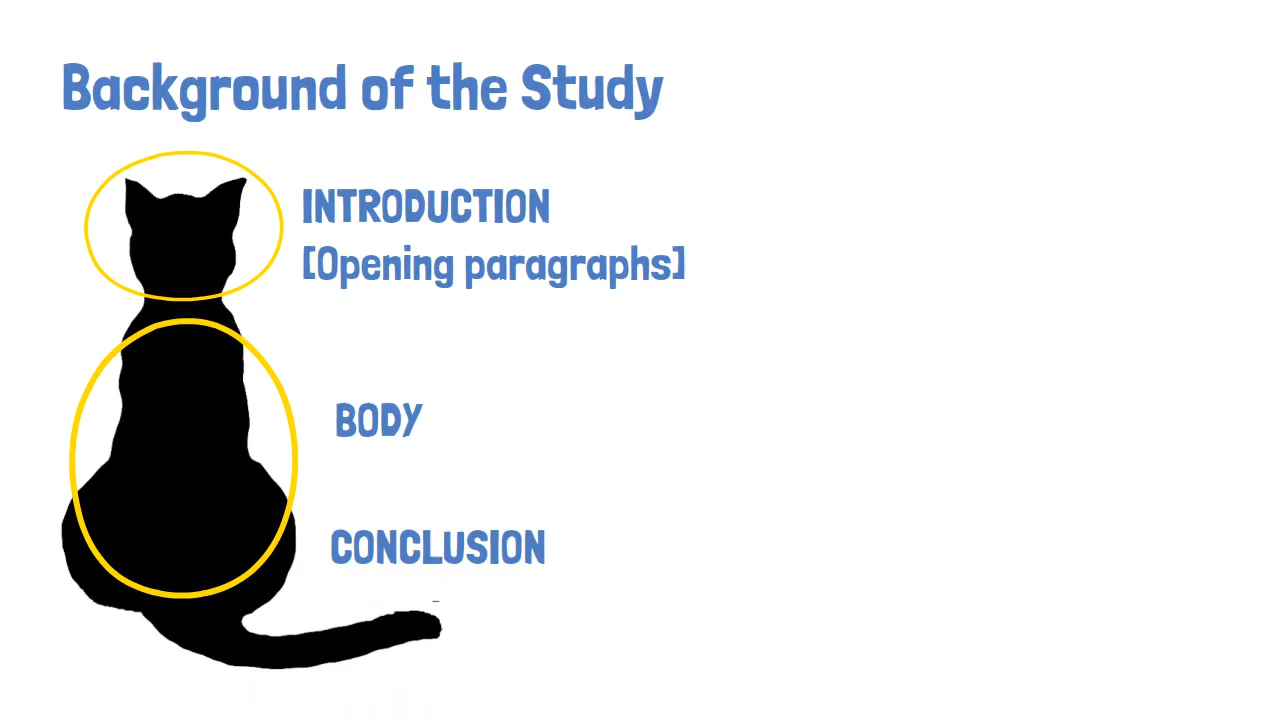 Background of the Study
INTRODUCTION
[Opening paragraphs]
BODY
CONCLUSION